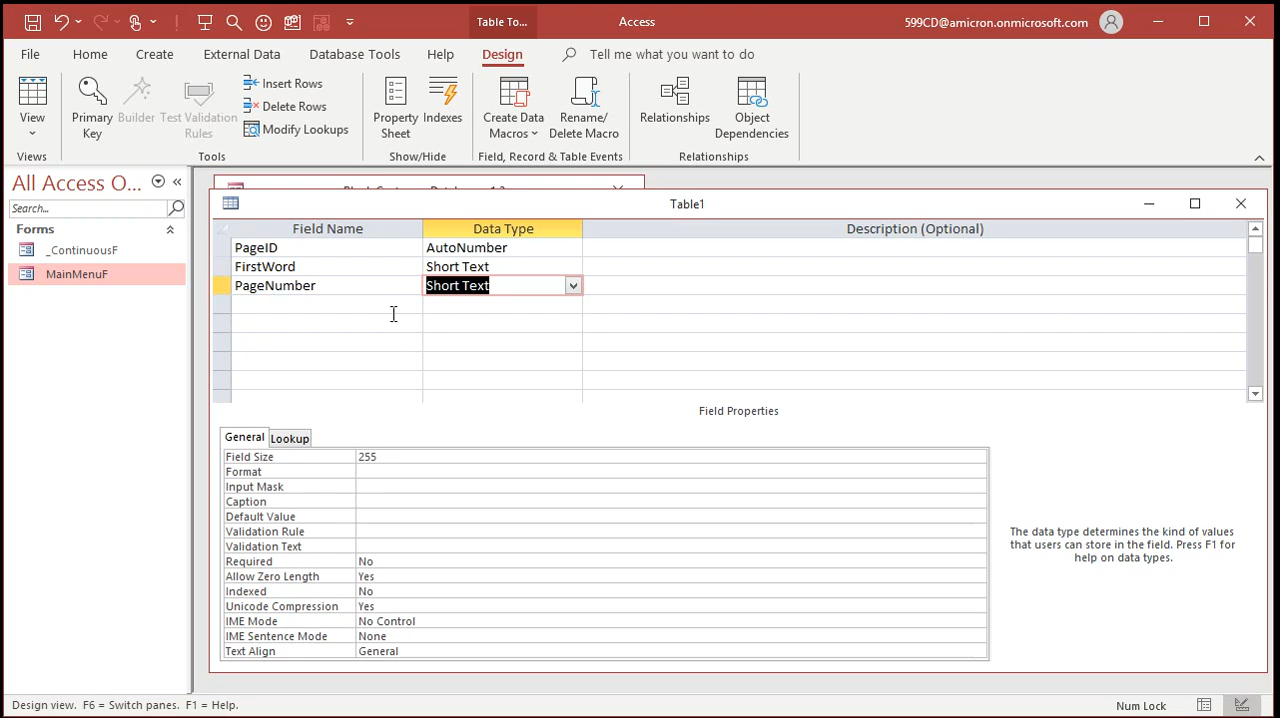 Table To...
Access
599CD@amicron.onmicrosoft.com
File
Home
Create
External Data
Database Tools
Help
Design
Tell me what you want to do
View
Primary Key
Builder
Test Validation Rules
Insert Rows
Delete Rows
Modify Lookups
Property Sheet
Indexes
Create Data Macros
Rename/ Delete Macro
Relationships
Object Dependencies
Views
Tools
Show/Hide
Field, Record & Table Events
Relationships
All Access O...
Search...
Forms
_ContinuousF
MainMenuF
Table1
Field Name
Data Type
Description (Optional)
PageID
AutoNumber
FirstWord
Short Text
PageNumber
Short Text
Field Properties
General
Lookup
Field Size 255
Format
Input Mask
Caption
Default Value
Validation Rule
Validation Text
Required No
Allow Zero Length Yes
Indexed No
Unicode Compression Yes
IME Mode No Control
IME Sentence Mode None
Text Align General
The data type determines the kind of values
that users can store in the field. Press F1 for
help on data types.
Design view. F6 = Switch panes. F1 = Help.
Num Lock